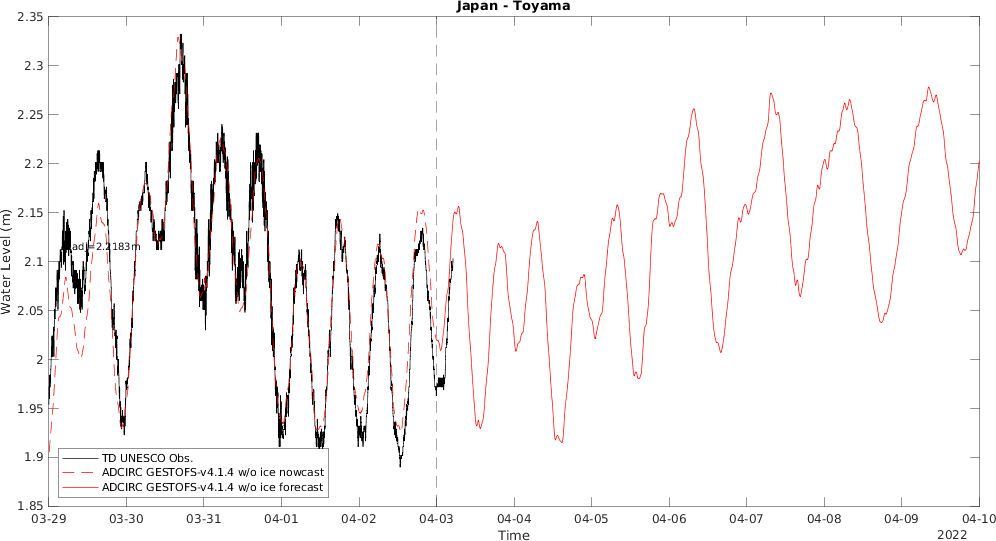 Japan - Toyama
2.35
2.3
2.25
2.2
2.15
2.1
2.05
2
1.95
1.9
1.85
Water Level (m)
adj=2.2183m
TD UNESCO Obs.
ADCIRC GESTOFS-v4.1.4 w/o ice nowcast
ADCIRC GESTOFS-v4.1.4 w/o ice forecast
03-29 03-30 03-31 04-01 04-02 04-03 04-04 04-05 04-06 04-07 04-08 04-09 04-10
Time
2022